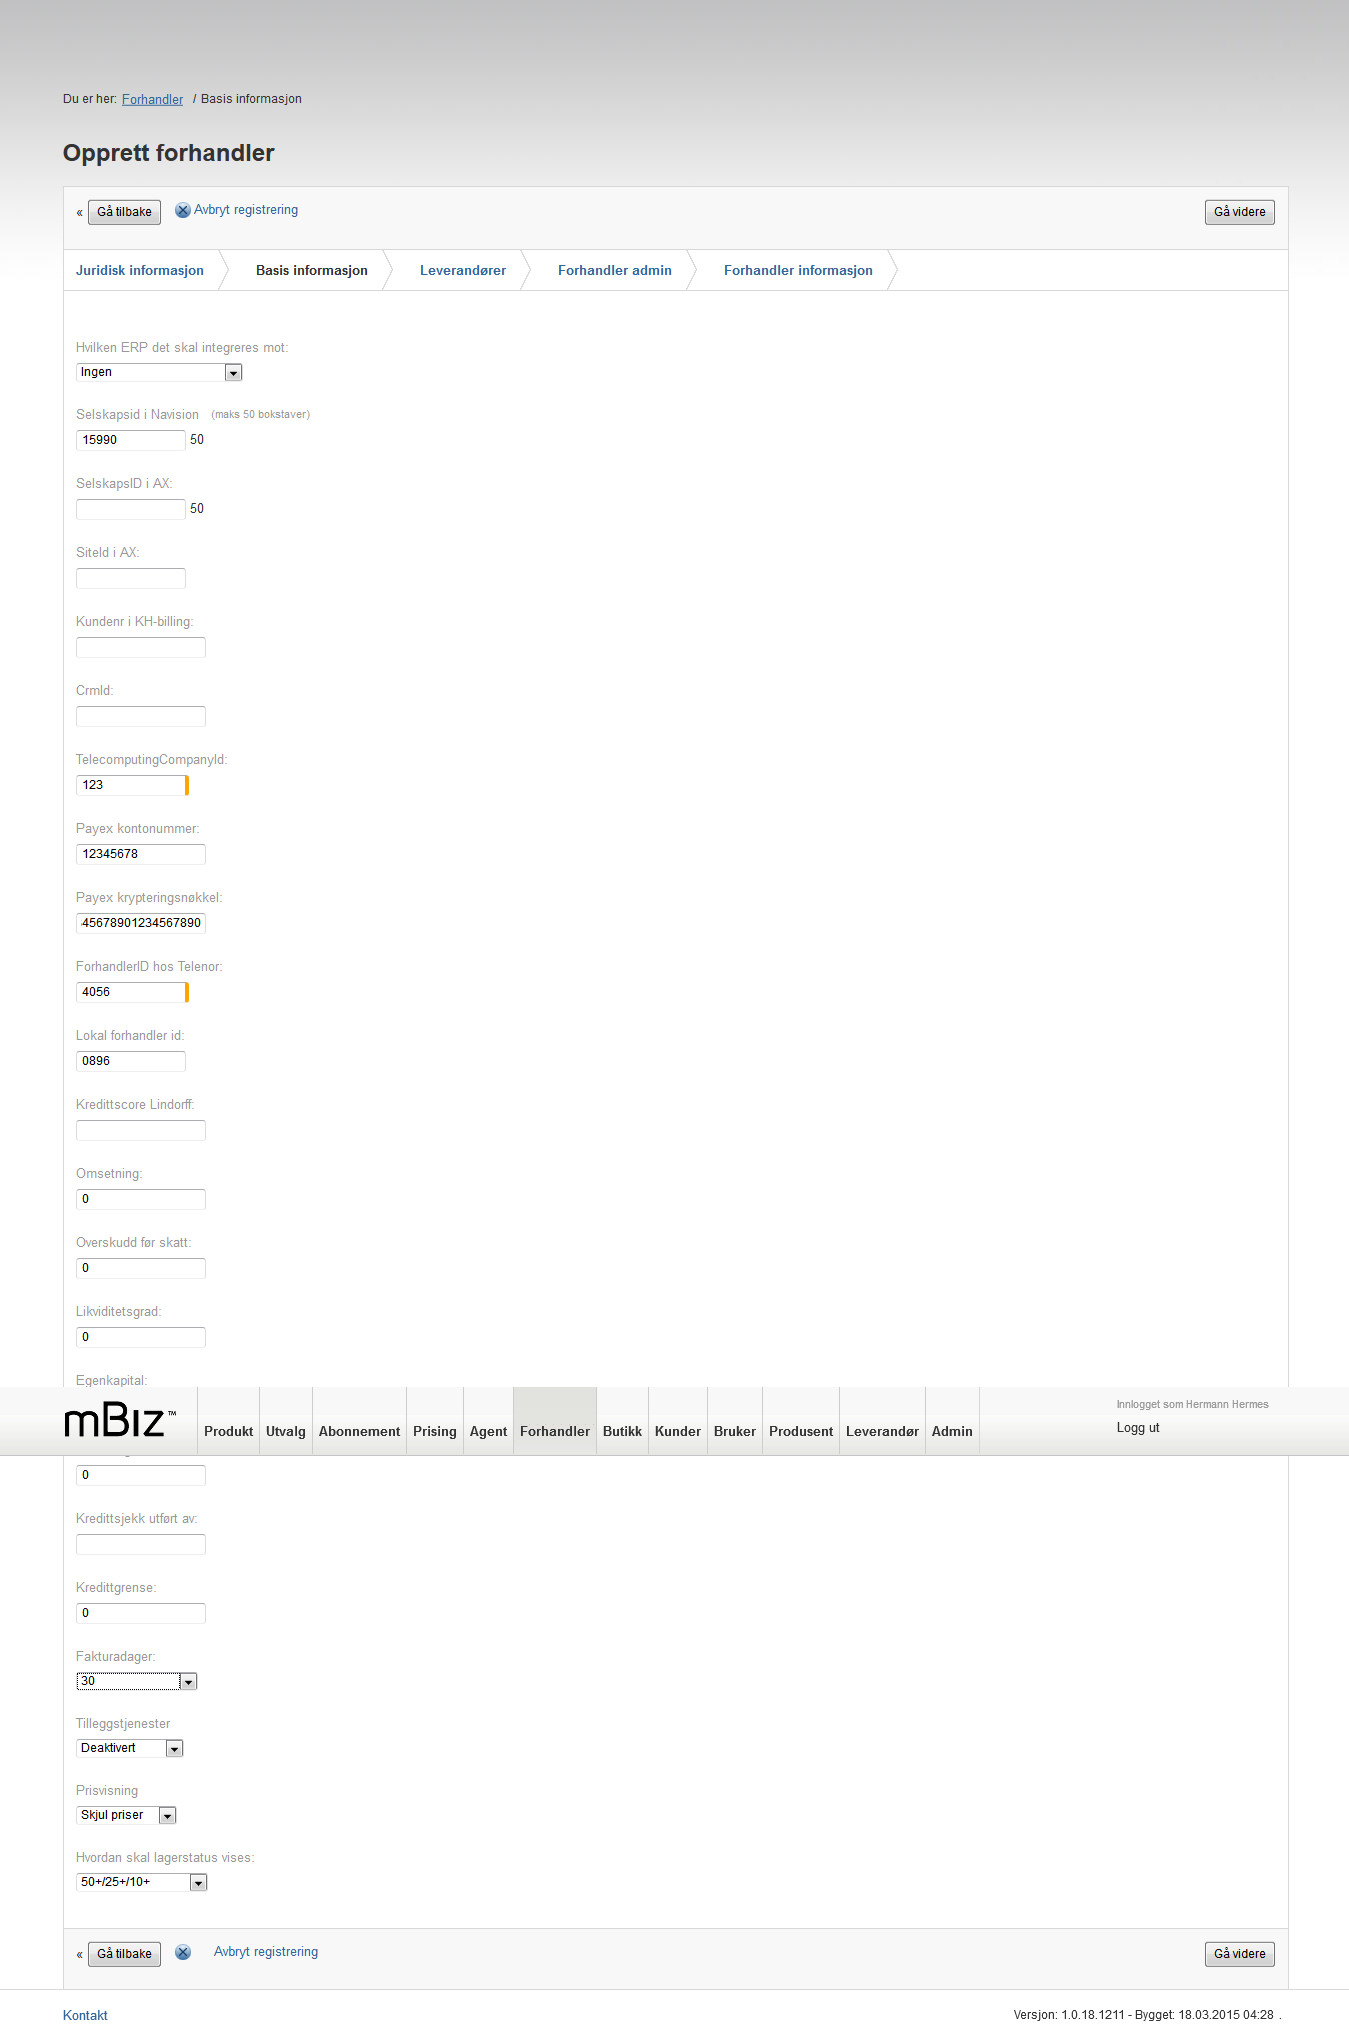 Du er her: Forhandler / Basis informasjon
Opprett forhandler
« Gå tilbake Avbryt registrering Gå videre
Juridisk informasjon Basis informasjon Leverandører Forhandler admin Forhandler informasjon
Hvilken ERP det skal integreres mot:
Ingen
Selskapsid i Navision (maks 50 bokstaver)
15990 50
SelskapsID i AX:
50
SiteId i AX:
Kundenr i KH-billing:
CrmId:
TelecomputingCompanyId:
123
Payex kontonummer:
12345678
Payex krypteringsnøkkel:
45678901234567890
ForhandlerID hos Telenor:
4056
Lokal forhandler id:
0896
Kredittscore Lindorff:
Omsetning:
0
Overskudd før skatt:
0
Likviditetsgrad:
0
Egenkapital:
mBiz™ Produkt Utvalg Abonnement Prising Agent Forhandler Butikk Kunder Bruker Produsent Leverandør Admin
Innlogget som Hermann Hermes
Logg ut
0
Kredittsjekk utført av:
Kredittgrense:
0
Fakturadager:
30
Tilleggstjenester
Deaktivert
Prisvisning
Skjul priser
Hvordan skal lagerstatus vises:
50+/25+/10+
« Gå tilbake Avbryt registrering Gå videre
Kontakt Versjon: 1.0.18.1211 - Bygget: 18.03.2015 04:28 .